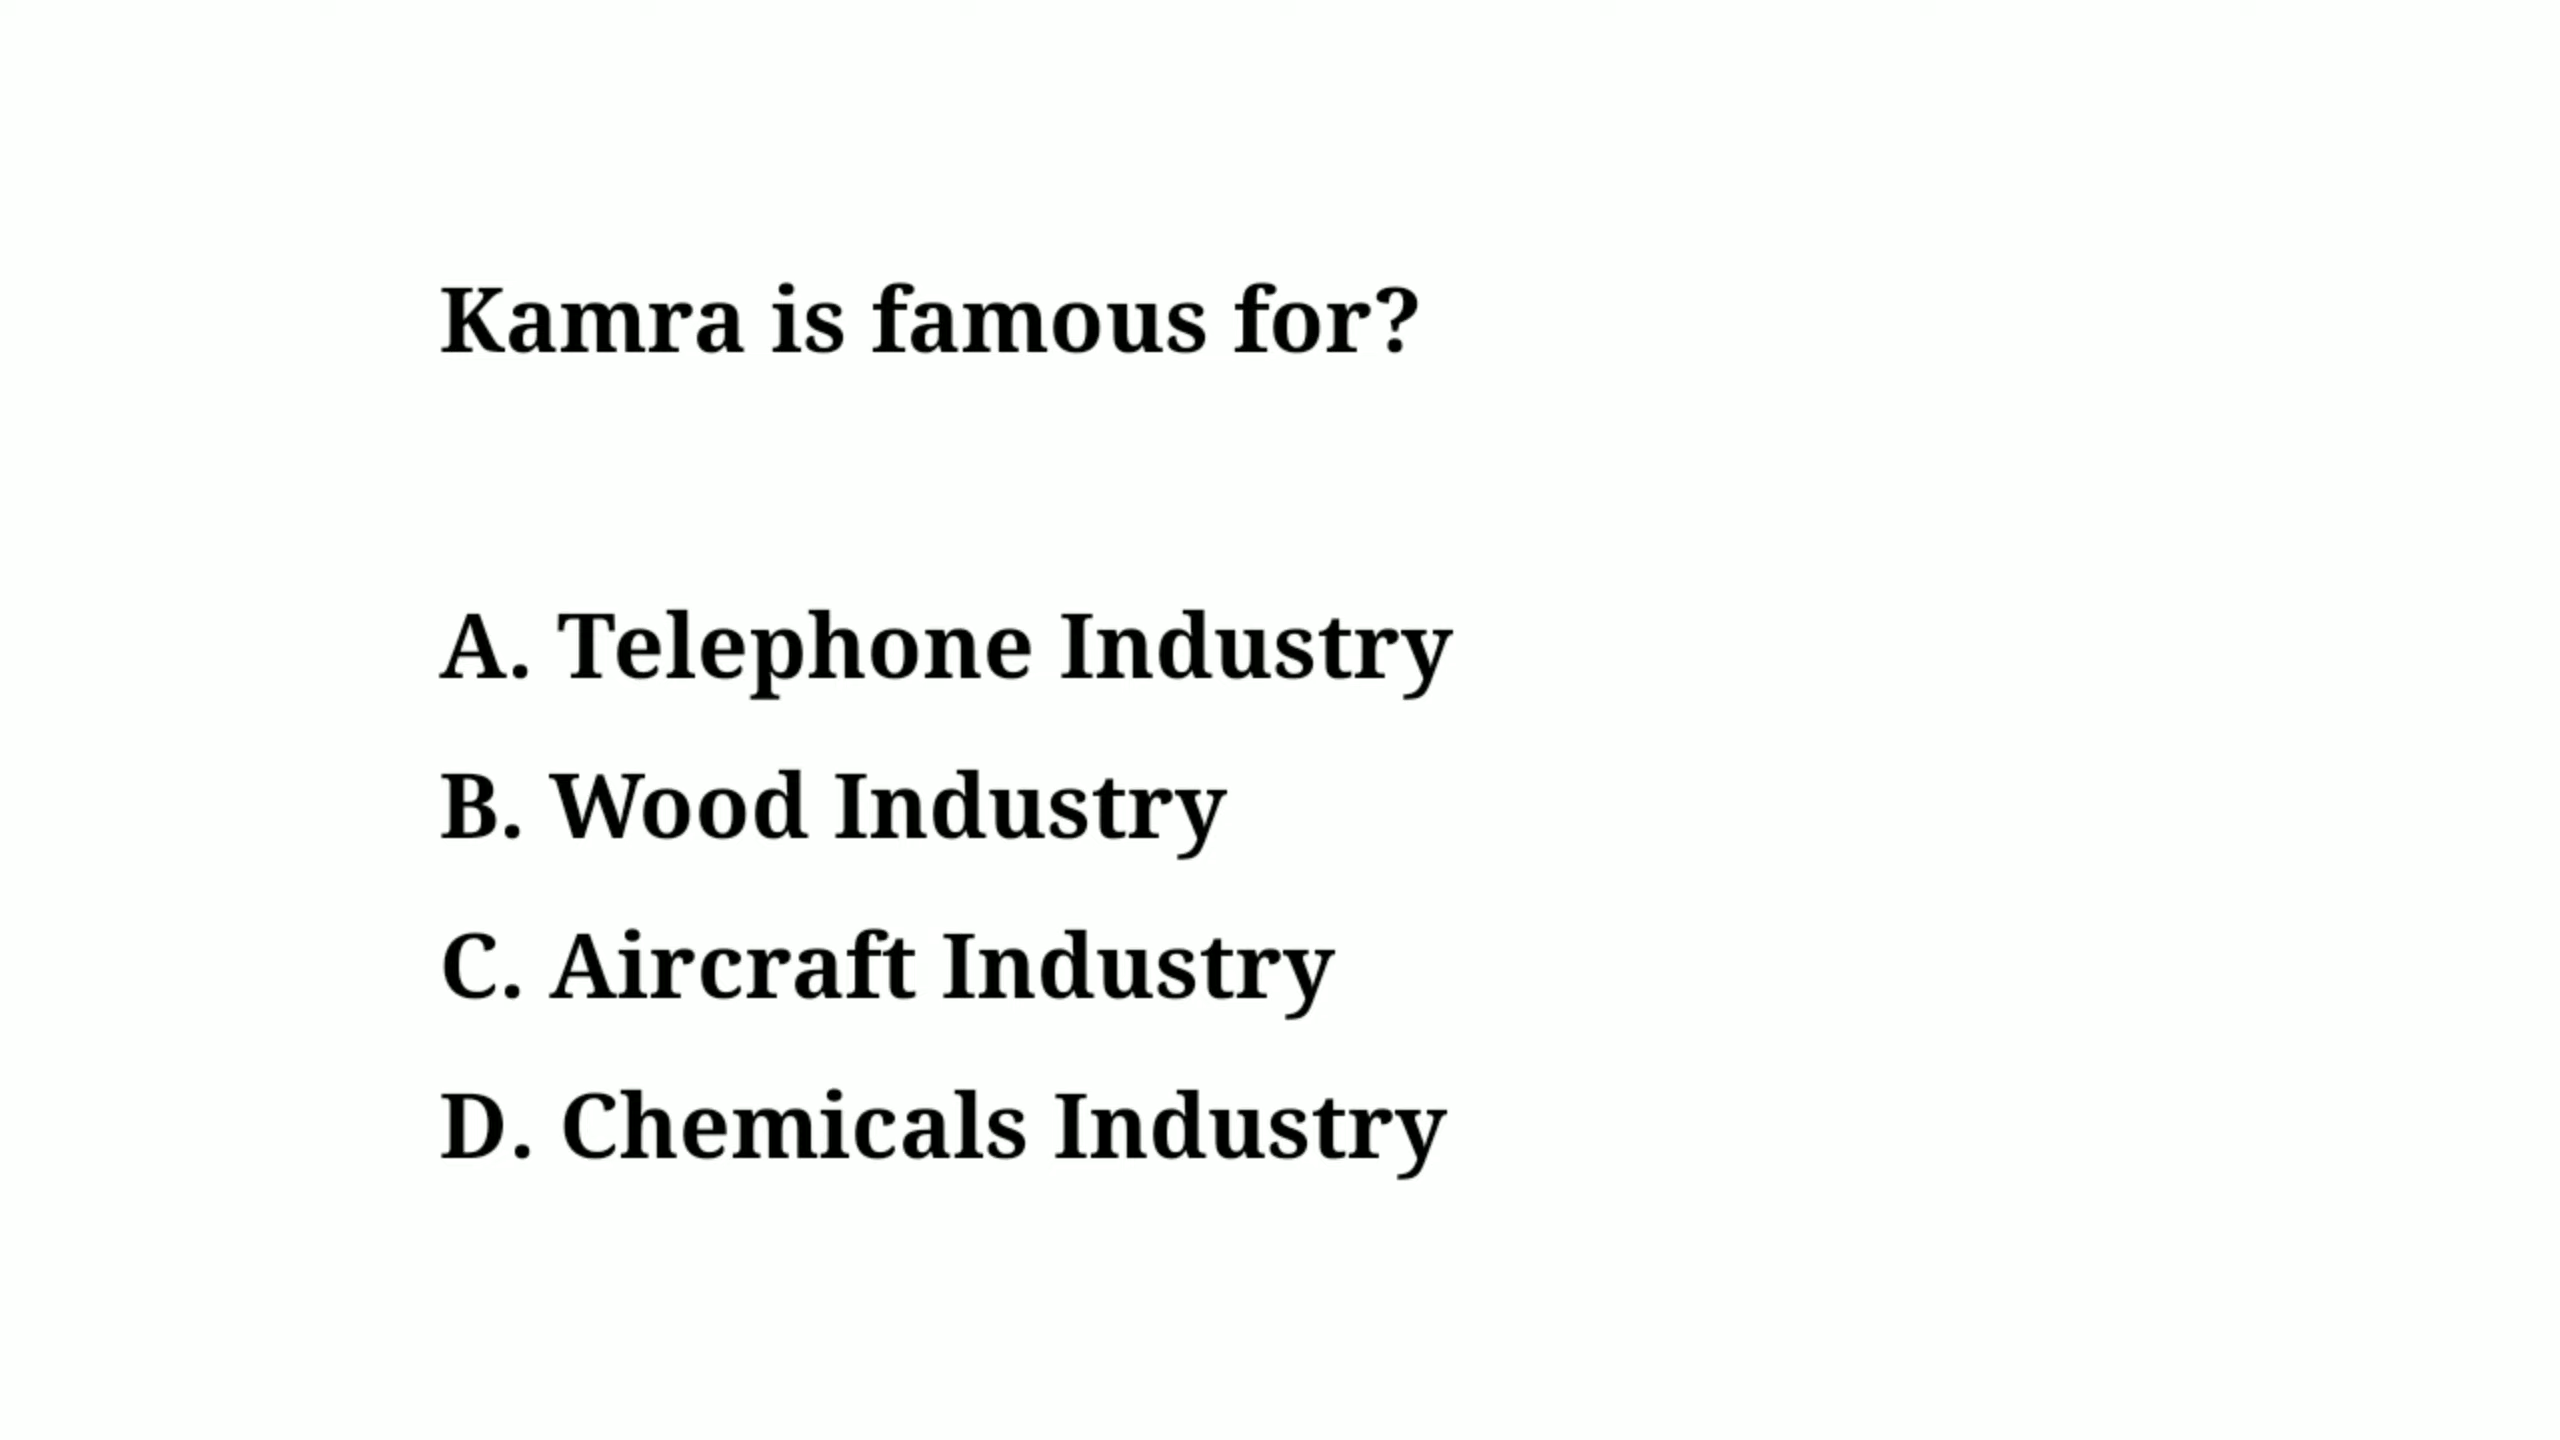 Kamra is famous for?
A. Telephone Industry
B. Wood Industry
C. Aircraft Industry
D. Chemicals Industry